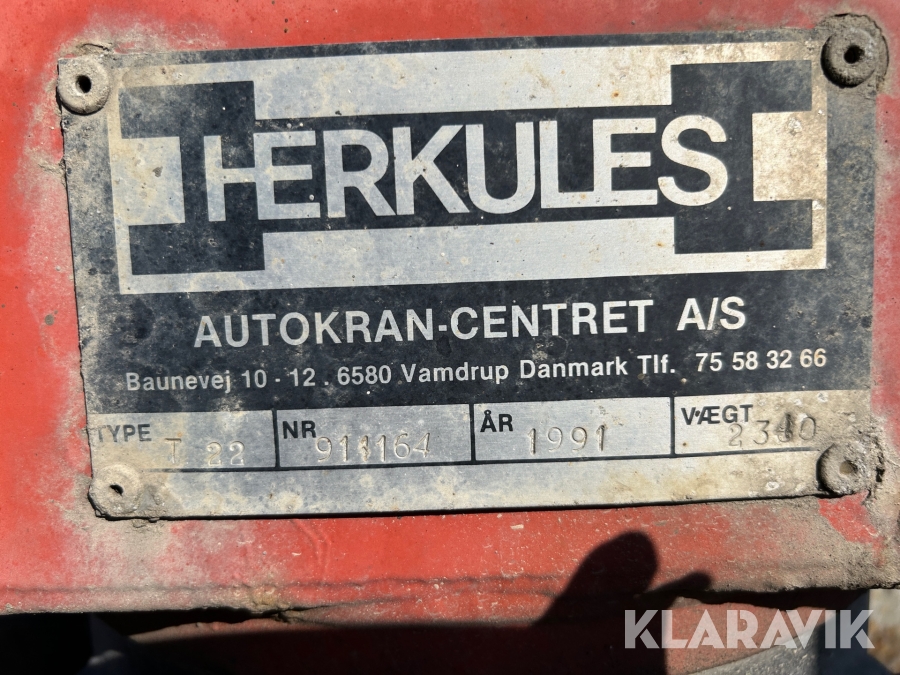 HERKULES
AUTOKRAN-CENTRET A/S
Baunevej 10 - 12 . 6580 Vamdrup Danmark Tlf. 75 58 32 66
TYPE T 22 NR 911164 ÅR 1991 VÆGT
KLARAVIK